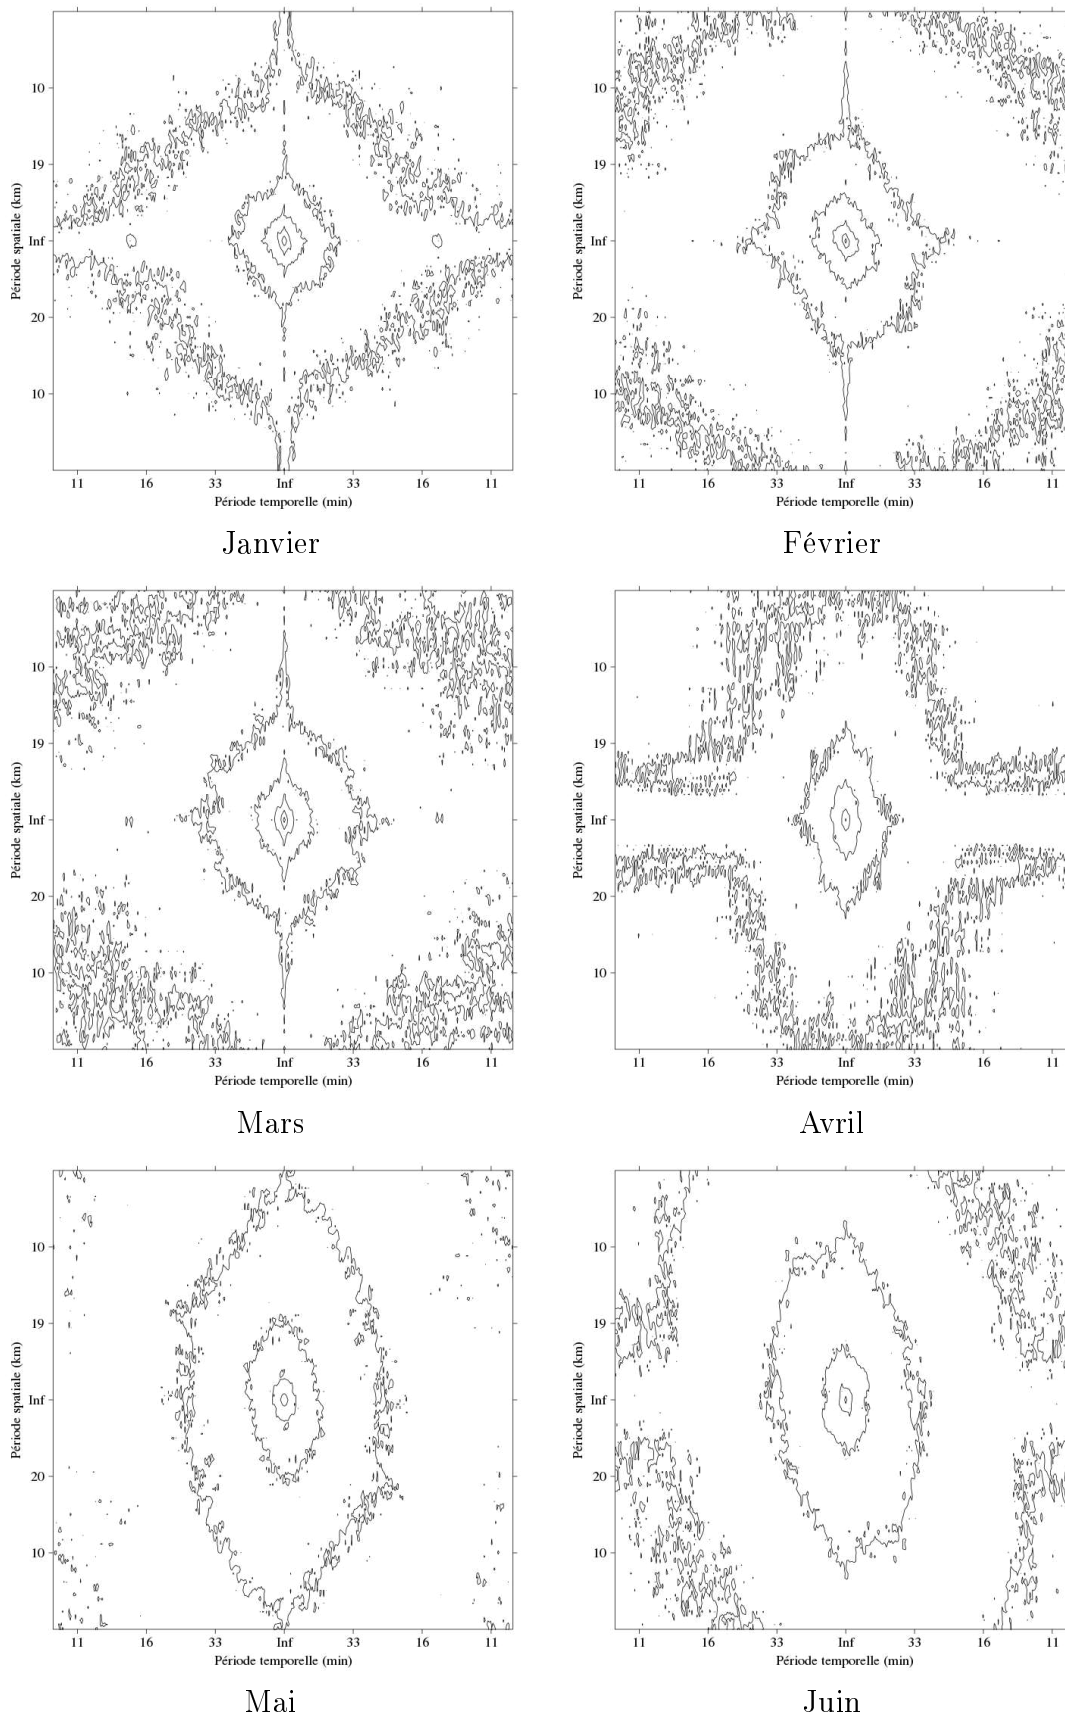 10
19
Inf
20
10
Période spatiale (km)
11 16 33 Inf 33 16 11
Période temporelle (min)
Janvier
10
19
Inf
20
10
Période spatiale (km)
11 16 33 Inf 33 16 11
Période temporelle (min)
Février
10
19
Inf
20
10
Période spatiale (km)
11 16 33 Inf 33 16 11
Période temporelle (min)
Mars
10
19
Inf
20
10
Période spatiale (km)
11 16 33 Inf 33 16 11
Période temporelle (min)
Avril
10
19
Inf
20
10
Période spatiale (km)
11 16 33 Inf 33 16 11
Période temporelle (min)
Mai
10
19
Inf
20
10
Période spatiale (km)
11 16 33 Inf 33 16 11
Période temporelle (min)
Juin